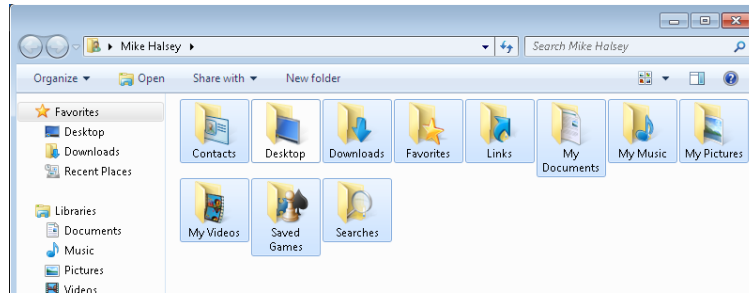 Mike Halsey
Search Mike Halsey
Organize Open Share with New folder
Favorites
Desktop
Downloads
Recent Places
Libraries
Documents
Music
Pictures
Videos
Contacts Desktop Downloads Favorites Links My Documents My Music My Pictures
My Videos Saved Games Searches